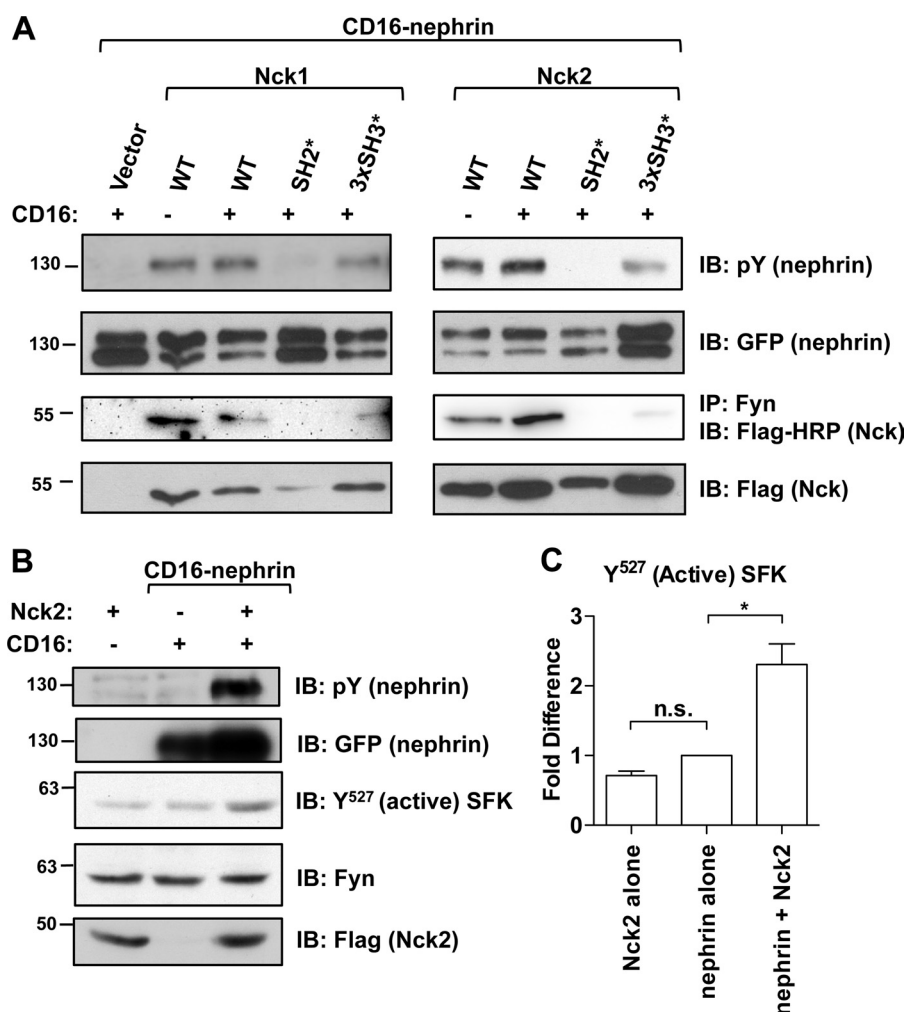 A
CD16-nephrin
Nck1 Nck2
Vector WT WT SH2* 3xSH3* WT WT SH2* 3xSH3*
CD16: + - + + + - + + +
130 IB: pY (nephrin)
130 IB: GFP (nephrin)
55 IP: Fyn
IB: Flag-HRP (Nck)
55 IB: Flag (Nck)
B
CD16-nephrin
Nck2: + - +
CD16: - + +
130 IB: pY (nephrin)
130 IB: GFP (nephrin)
63 IB: Y527 (active) SFK
63 IB: Fyn
50 IB: Flag (Nck2)
C
Y527 (Active) SFK
Fold Difference
3
2
1
0
n.s.
*
Nck2 alone
nephrin alone
nephrin + Nck2